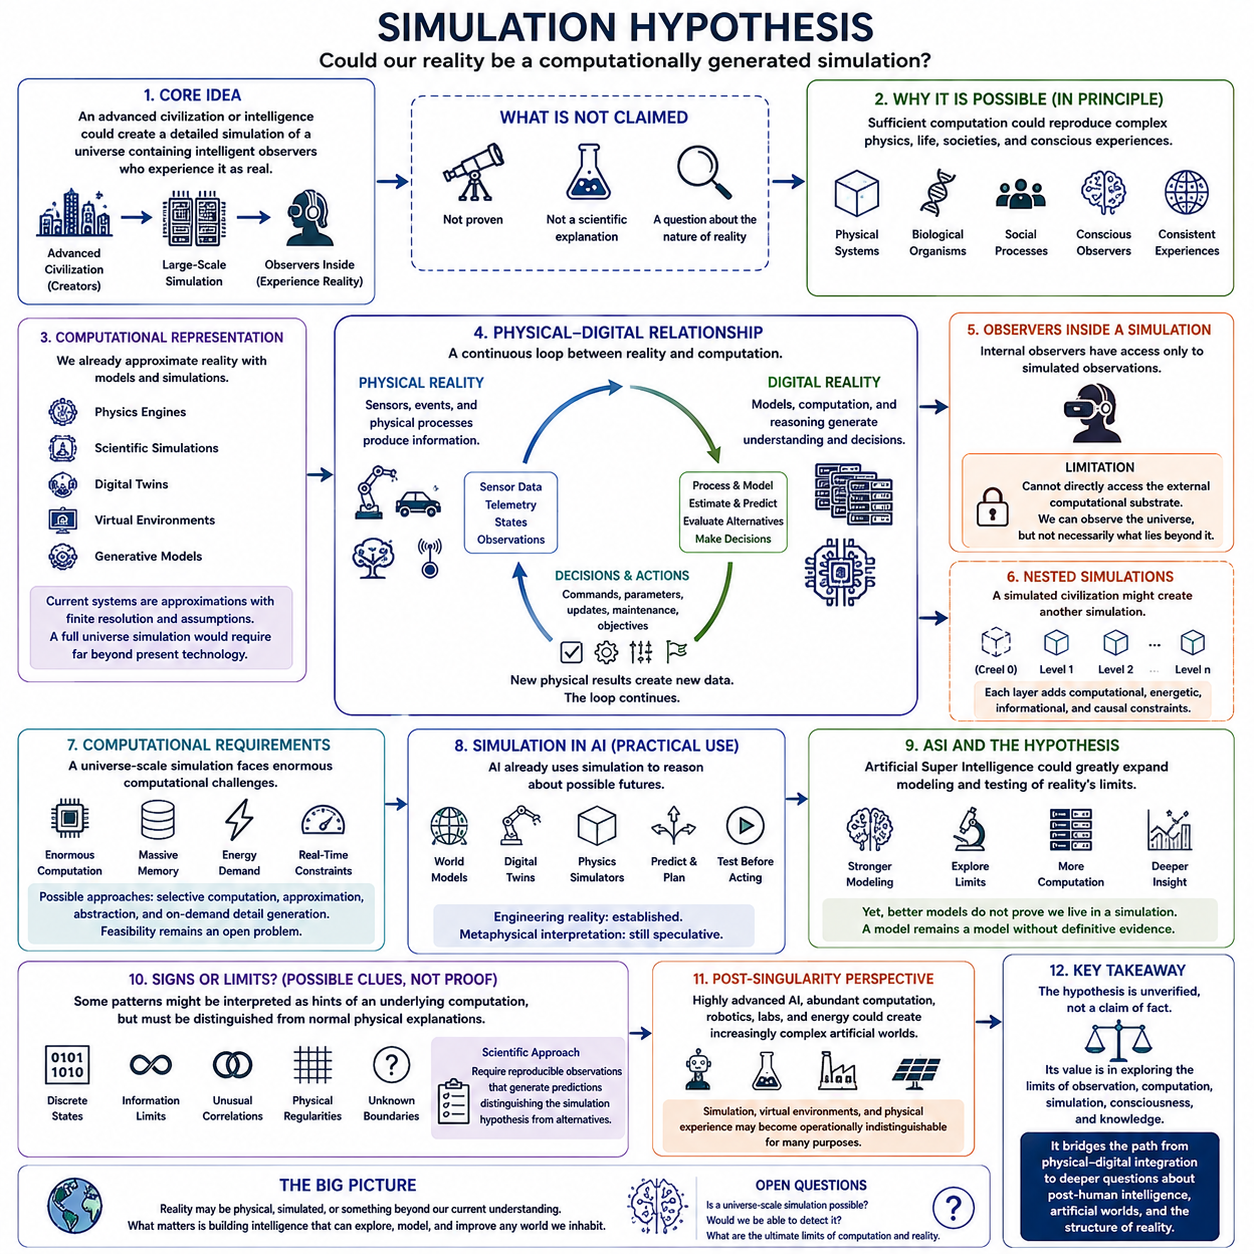 SIMULATION HYPOTHESIS
Could our reality be a computationally generated simulation?
1. CORE IDEA
An advanced civilization or intelligence
could create a detailed simulation of a
universe containing intelligent observers
who experience it as real.
Advanced
Civilization
(Creators)
Large-Scale
Simulation
Observers Inside
(Experience Reality)
WHAT IS NOT CLAIMED
Not proven
Not a scientific
explanation
A question about the
nature of reality
2. WHY IT IS POSSIBLE (IN PRINCIPLE)
Sufficient computation could reproduce complex
physics, life, societies, and conscious experiences.
Physical
Systems
Biological
Organisms
Social
Processes
Conscious
Observers
Consistent
Experiences
3. COMPUTATIONAL REPRESENTATION
We already approximate reality with
models and simulations.
Physics Engines
Scientific Simulations
Digital Twins
Virtual Environments
Generative Models
Current systems are approximations with
finite resolution and assumptions.
A full universe simulation would require
far beyond present technology.
4. PHYSICAL–DIGITAL RELATIONSHIP
A continuous loop between reality and computation.
PHYSICAL REALITY
Sensors, events, and
physical processes
produce information.
DIGITAL REALITY
Models, computation, and
reasoning generate
understanding and decisions.
Sensor Data
Telemetry
States
Observations
Process & Model
Estimate & Predict
Evaluate Alternatives
Make Decisions
DECISIONS & ACTIONS
Commands, parameters,
updates, maintenance,
objectives
New physical results create new data.
The loop continues.
5. OBSERVERS INSIDE A SIMULATION
Internal observers have access only to
simulated observations.
LIMITATION
Cannot directly access the external
computational substrate.
We can observe the universe,
but not necessarily what lies beyond it.
6. NESTED SIMULATIONS
A simulated civilization might create
another simulation.
(Creel 0)
Level 1
Level 2
...
Level n
Each layer adds computational, energetic,
informational, and causal constraints.
7. COMPUTATIONAL REQUIREMENTS
A universe-scale simulation faces enormous
computational challenges.
Enormous
Computation
Massive
Memory
Energy
Demand
Real-Time
Constraints
Possible approaches: selective computation, approximation,
abstraction, and on-demand detail generation.
Feasibility remains an open problem.
8. SIMULATION IN AI (PRACTICAL USE)
AI already uses simulation to reason
about possible futures.
World
Models
Digital
Twins
Physics
Simulators
Predict &
Plan
Test Before
Acting
Engineering reality: established.
Metaphysical interpretation: still speculative.
9. ASI AND THE HYPOTHESIS
Artificial Super Intelligence could greatly expand
modeling and testing of reality's limits.
Stronger
Modeling
Explore
Limits
More
Computation
Deeper
Insight
Yet, better models do not prove we live in a simulation.
A model remains a model without definitive evidence.
10. SIGNS OR LIMITS? (POSSIBLE CLUES, NOT PROOF)
Some patterns might be interpreted as hints of an underlying computation,
but must be distinguished from normal physical explanations.
0101
1010
Discrete
States
Information
Limits
Unusual
Correlations
Physical
Regularities
?
Unknown
Boundaries
Scientific Approach
Require reproducible observations
that generate predictions
distinguishing the simulation
hypothesis from alternatives.
11. POST-SINGULARITY PERSPECTIVE
Highly advanced AI, abundant computation,
robotics, labs, and energy could create
increasingly complex artificial worlds.
Simulation, virtual environments, and physical
experience may become operationally indistinguishable
for many purposes.
12. KEY TAKEAWAY
The hypothesis is unverified,
not a claim of fact.
Its value is in exploring the
limits of observation, computation,
simulation, consciousness,
and knowledge.
It bridges the path from
physical–digital integration
to deeper questions about
post-human intelligence,
artificial worlds, and the
structure of reality.
THE BIG PICTURE
Reality may be physical, simulated, or something beyond our current understanding.
What matters is building intelligence that can explore, model, and improve any world we inhabit.
OPEN QUESTIONS
Is a universe-scale simulation possible?
Would we be able to detect it?
What are the ultimate limits of computation and reality.
?